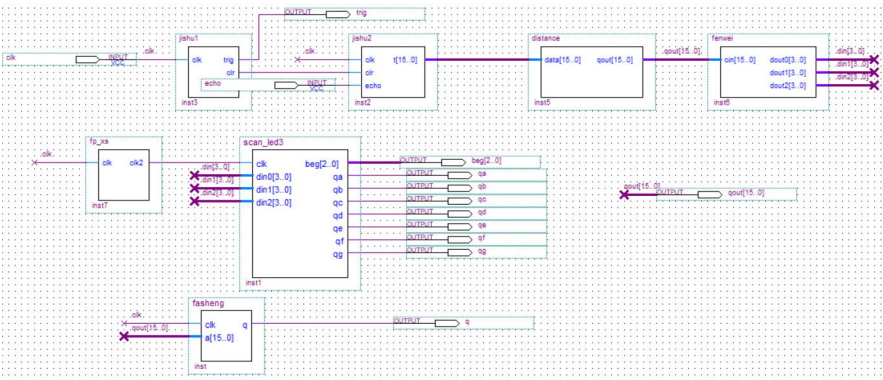 OUTPUT trig
jishu1 jishu2 distance fenwei
clk INPUT VCC clk clk trig clk clk t[15..0] data[15..0] qout[15..0] qout[15..0] cin[15..0] dout0[3..0] din[3..0]
clr clr dout1[3..0] din1[3..0]
echo INPUT VCC echo dout2[3..0] din2[3..0]
inst3 inst2 inst5 inst6
fp_xs scan_led3
clk clk clk2 clk beg[2..0] OUTPUT beg[2..0]
din[3..0] din0[3..0] qa OUTPUT qa
din1[3..0] din1[3..0] qb OUTPUT qb
din2[3..0] din2[3..0] qc OUTPUT qc
qout[15..0] OUTPUT qout[15..0]
inst7 qd OUTPUT qd
qe OUTPUT qe
qf OUTPUT qf
qg OUTPUT qg
inst1
fasheng
clk clk q OUTPUT q
qout[15..0] a[15..0]
inst